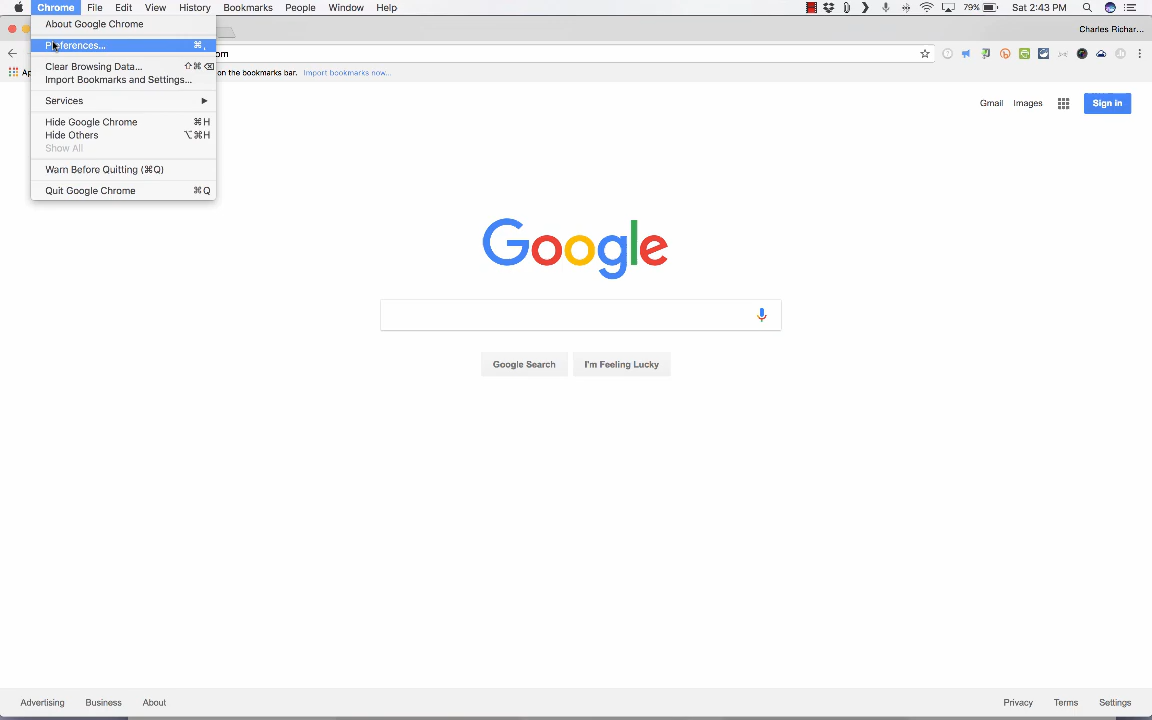 Chrome File Edit View History Bookmarks People Window Help 79% Sat 2:43 PM
About Google Chrome
Charles Richar...
Preferences... ⌘,
om
Clear Browsing Data... ⇧⌘⌫
on the bookmarks bar. Import bookmarks now...
Import Bookmarks and Settings...
Services
Gmail Images Sign in
Hide Google Chrome ⌘H
Hide Others ⌥⌘H
Show All
Warn Before Quitting (⌘Q)
Quit Google Chrome ⌘Q
Google
Google Search I'm Feeling Lucky
Advertising Business About Privacy Terms Settings